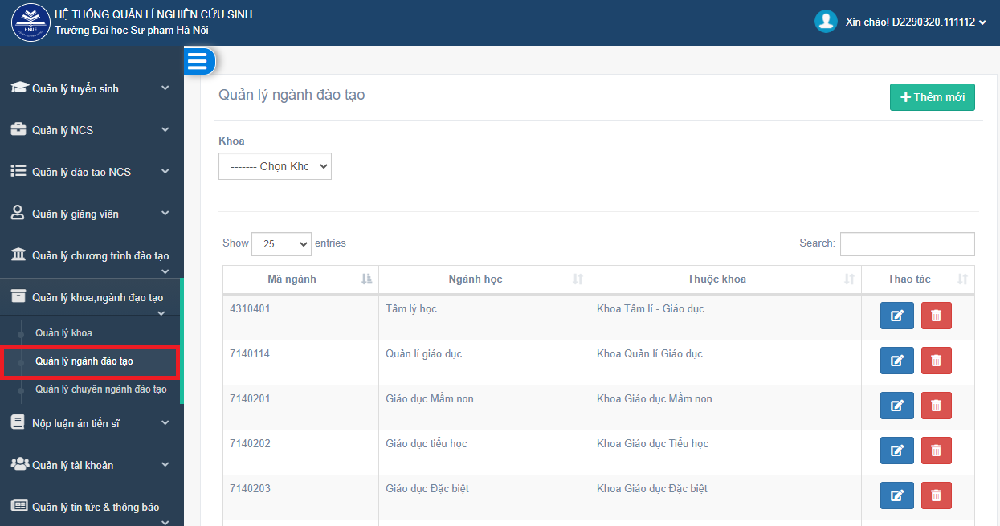 HỆ THỐNG QUẢN LÍ NGHIÊN CỨU SINH
Trường Đại học Sư phạm Hà Nội
HNUE
Xin chào! D2290320.111112
Quản lý tuyển sinh
Quản lý NCS
Quản lý đào tạo NCS
Quản lý giảng viên
Quản lý chương trình đào tạo
Quản lý khoa,ngành đạo tạo
Quản lý khoa
Quản lý ngành đào tạo
Quản lý chuyên ngành đào tạo
Nộp luận án tiến sĩ
Quản lý tài khoản
Quản lý tin tức & thông báo
Quản lý ngành đào tạo
Thêm mới
Khoa
------- Chọn Kho
Show 25 entries
Search:
Mã ngành Ngành học Thuộc khoa Thao tác
4310401 Tâm lý học Khoa Tâm lí - Giáo dục
7140114 Quản lí giáo dục Khoa Quản lí Giáo dục
7140201 Giáo dục Mầm non Khoa Giáo dục Mầm non
7140202 Giáo dục tiểu học Khoa Giáo dục Tiểu học
7140203 Giáo dục Đặc biệt Khoa Giáo dục Đặc biệt